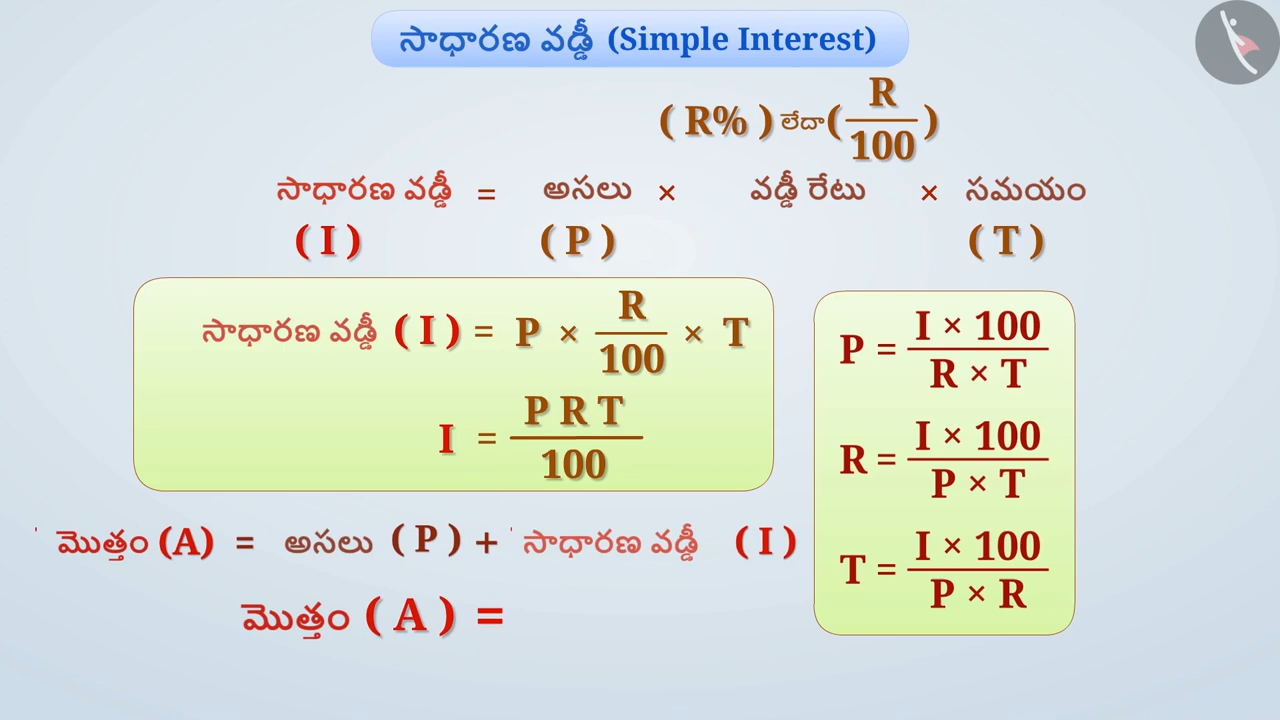 సాధారణ వడ్డీ (Simple Interest)
( R% ) లేదా ( R / 100 )
సాధారణ వడ్డీ = అసలు × వడ్డీ రేటు × సమయం
( I ) ( P ) ( T )
సాధారణ వడ్డీ ( I ) = P × R / 100 × T
I = P R T / 100
P = I × 100 / R × T
R = I × 100 / P × T
T = I × 100 / P × R
మొత్తం (A) = అసలు ( P ) + సాధారణ వడ్డీ ( I )
మొత్తం ( A ) =